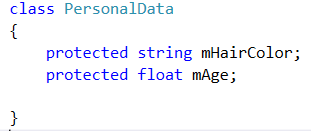 class PersonalData
{
    protected string mHairColor;
    protected float mAge;
}